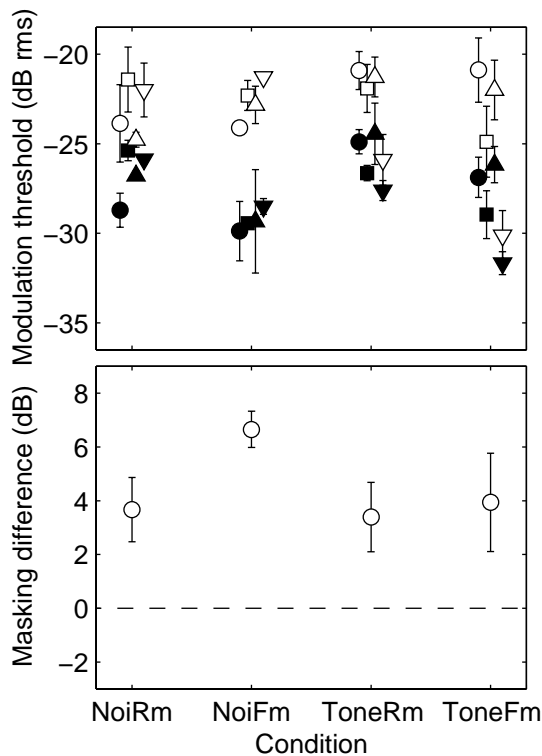 Modulation threshold (dB rms)
−20
−25
−30
−35
Masking difference (dB)
8
6
4
2
0
−2
NoiRm NoiFm ToneRm ToneFm
Condition